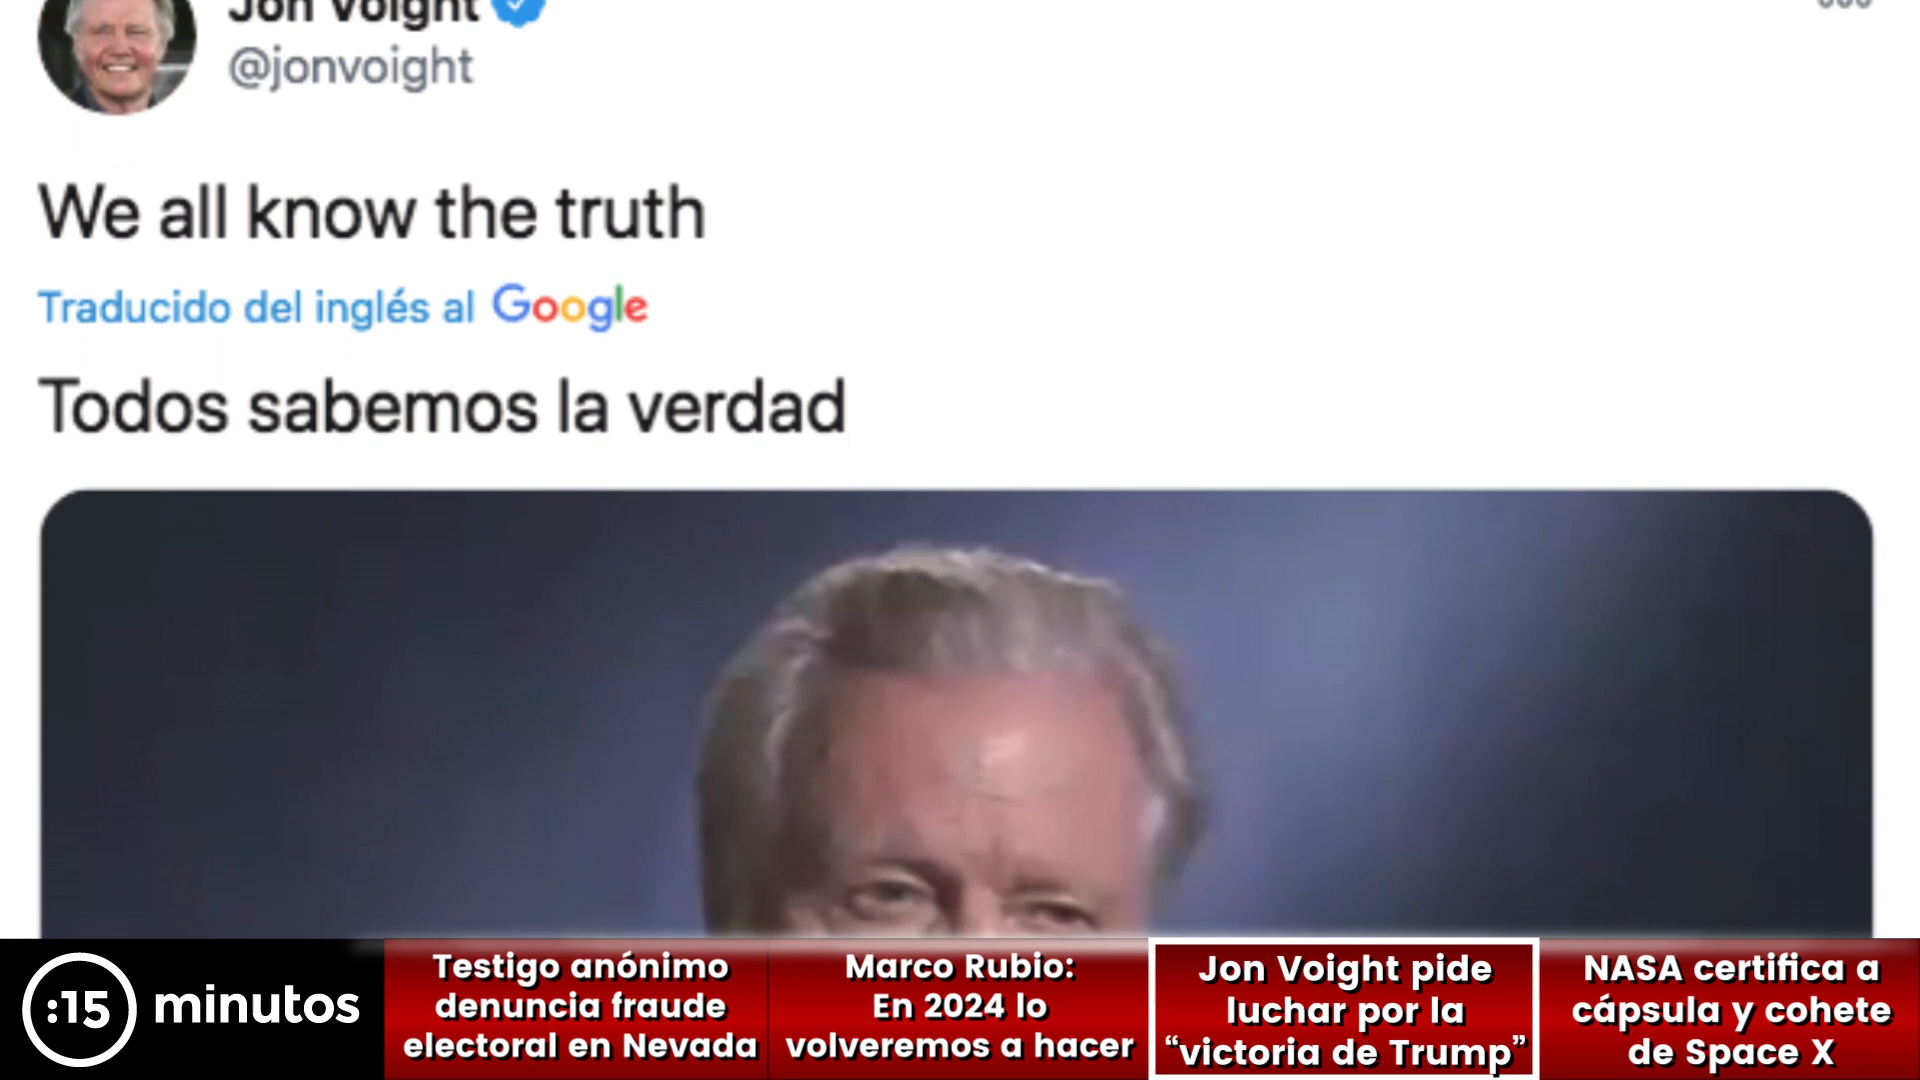 Jon Voight
@jonvoight
We all know the truth
Traducido del inglés al Google
Todos sabemos la verdad
:15 minutos
Testigo anónimo
denuncia fraude
electoral en Nevada
Marco Rubio:
En 2024 lo
volveremos a hacer
Jon Voight pide
luchar por la
“victoria de Trump”
NASA certifica a
cápsula y cohete
de Space X